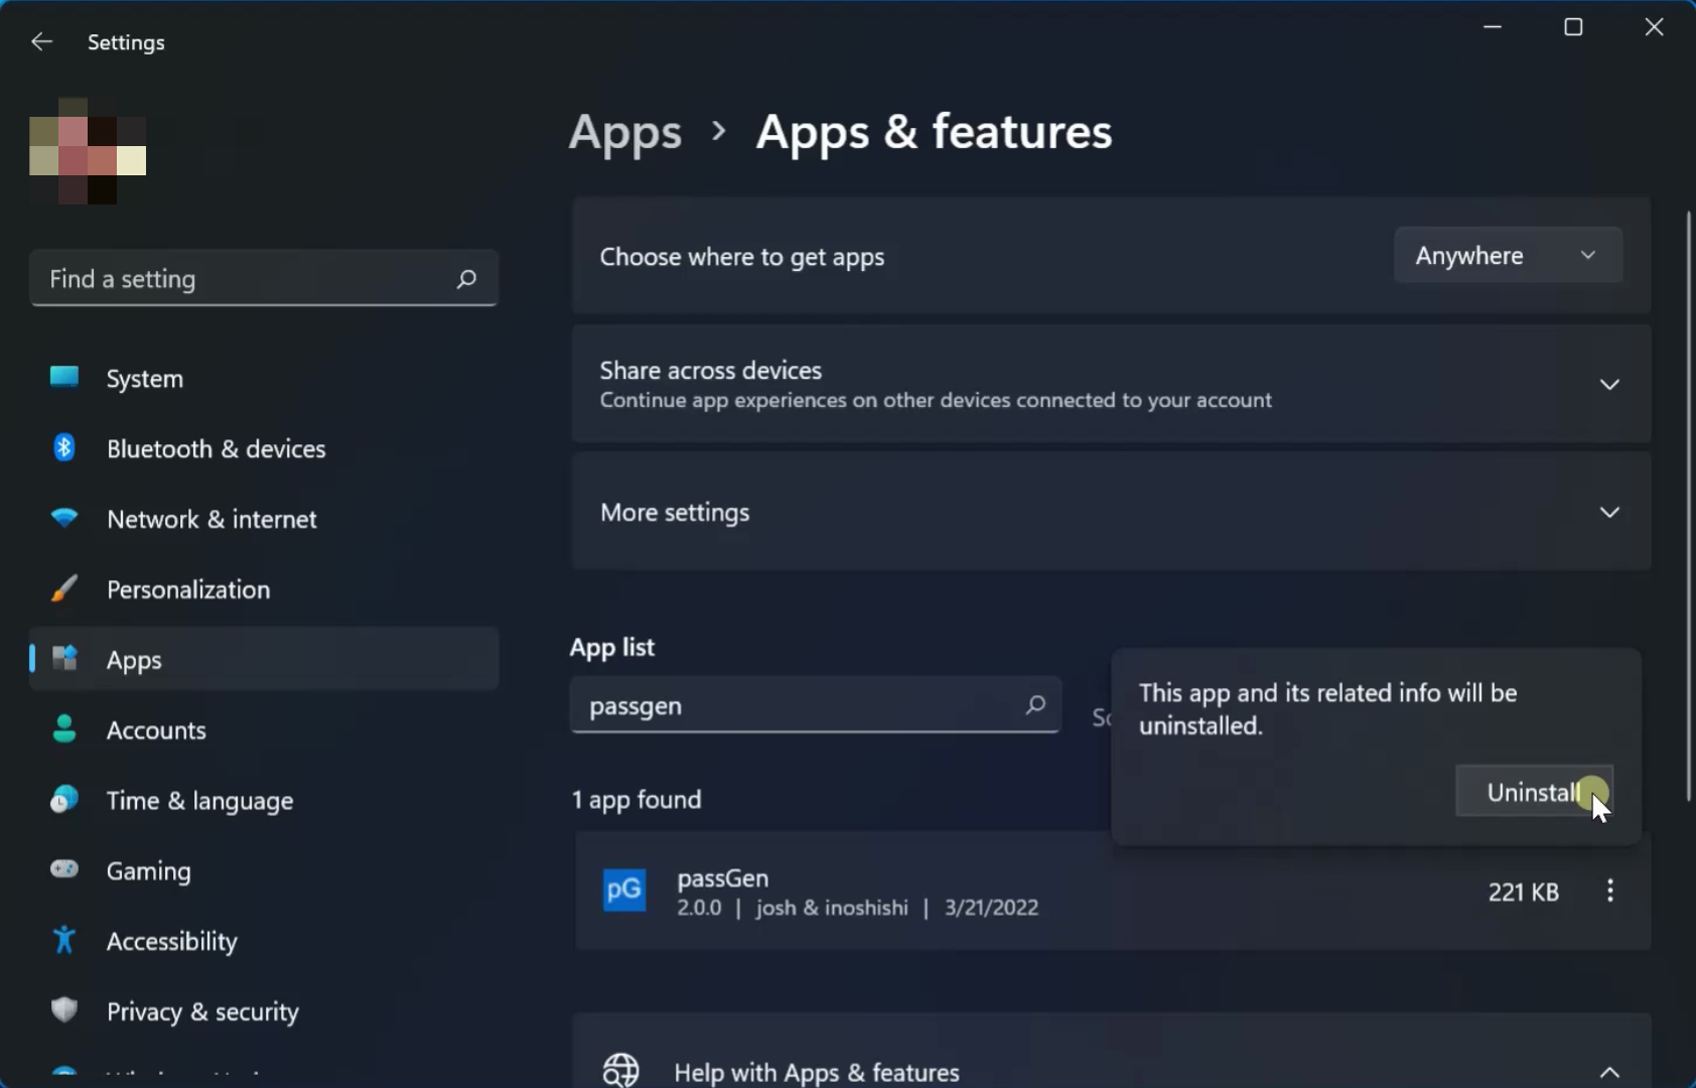 Settings
Find a setting
System
Bluetooth & devices
Network & internet
Personalization
Apps
Accounts
Time & language
Gaming
Accessibility
Privacy & security
Apps > Apps & features
Choose where to get apps
Anywhere
Share across devices
Continue app experiences on other devices connected to your account
More settings
App list
passgen
This app and its related info will be
uninstalled.
Uninstall
1 app found
pG
passGen
2.0.0 | josh & inoshishi | 3/21/2022
221 KB
Help with Apps & features